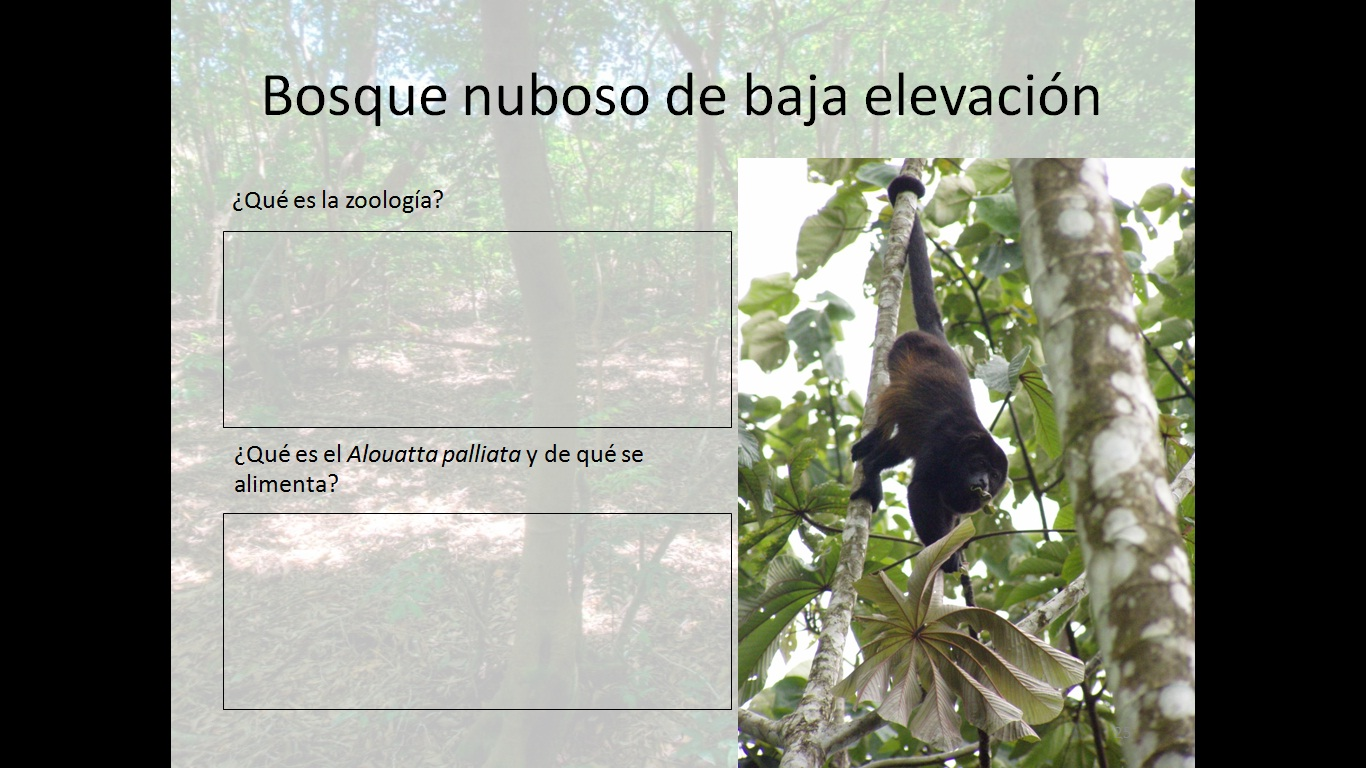 Bosque nuboso de baja elevación
¿Qué es la zoología?
¿Qué es el Alouatta palliata y de qué se
alimenta?